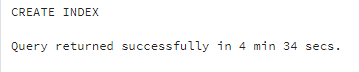 CREATE INDEX
Query returned successfully in 4 min 34 secs.